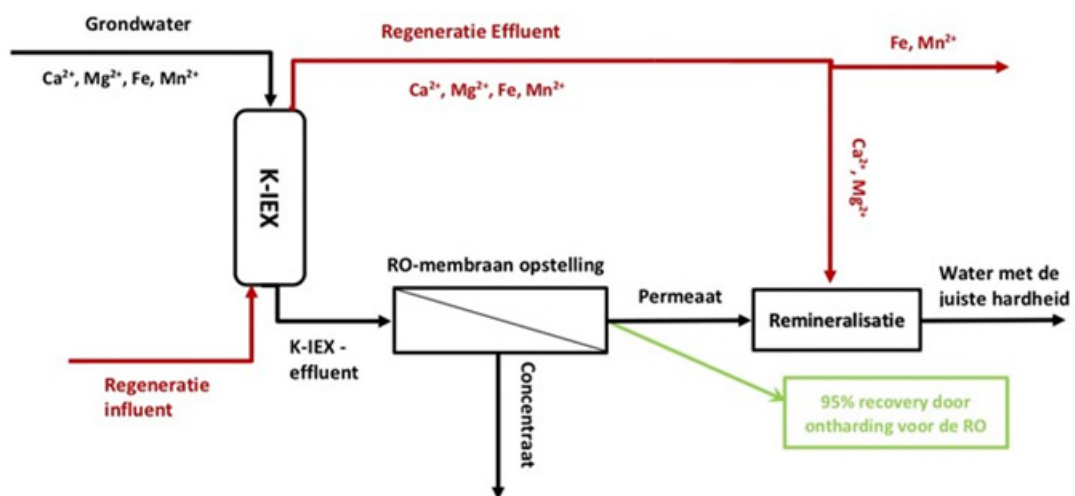 Grondwater
Ca²⁺, Mg²⁺, Fe, Mn²⁺
Regeneratie Effluent
Ca²⁺, Mg²⁺, Fe, Mn²⁺
Fe, Mn²⁺
Ca²⁺, Mg²⁺
K-IEX
RO-membraan opstelling
Permeaat
Remineralisatie
Water met de
juiste hardheid
K-IEX -
effluent
Concentraat
Regeneratie
influent
95% recovery door
ontharding voor de RO